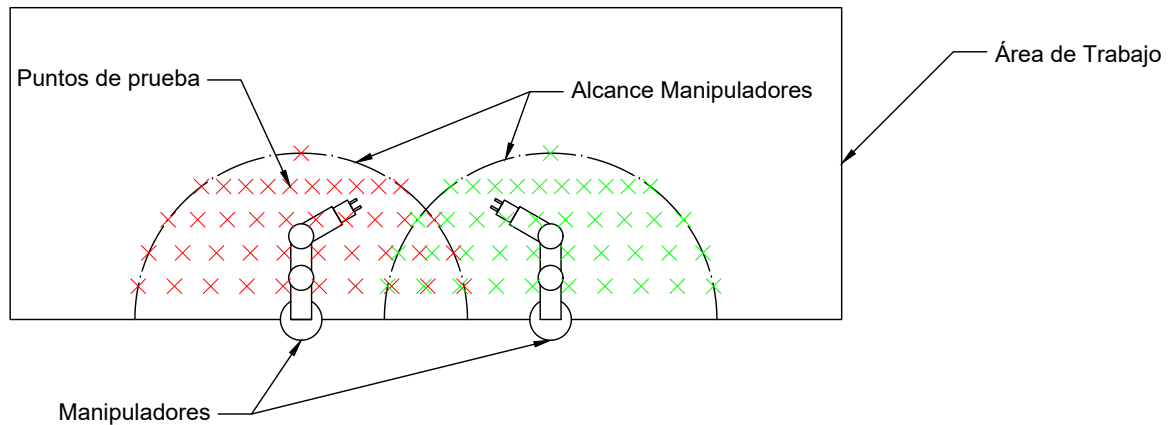 Puntos de prueba
Alcance Manipuladores
Área de Trabajo
Manipuladores